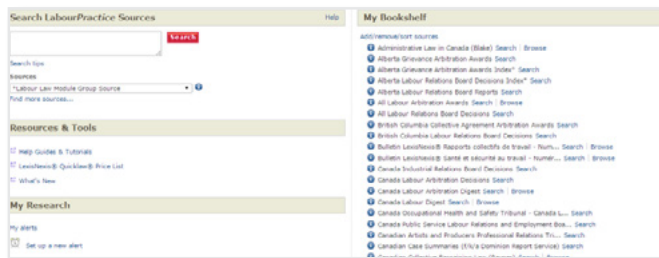 Search LabourPractice Sources
Help
Search
Search tips
Sources
*Labour Law Module Group Source
Find more sources...
Resources & Tools
Help Guides & Tutorials
LexisNexis® Quicklaw® Price List
What's New
My Research
My alerts
Set up a new alert
My Bookshelf
Add/remove/sort sources
Administrative Law in Canada (Blake) Search | Browse
Alberta Grievance Arbitration Awards Search
Alberta Grievance Arbitration Awards Index* Search
Alberta Labour Relations Board Decisions Index* Search
Alberta Labour Relations Board Reports Search
All Labour Arbitration Awards Search | Browse
All Labour Relations Board Decisions Search
British Columbia Collective Agreement Arbitration Awards Search
British Columbia Labour Relations Board Decisions Search
Bulletin LexisNexis® Rapports collectifs de travail - Num... Search | Browse
Bulletin LexisNexis® Santé et sécurité au travail - Numér... Search | Browse
Canada Industrial Relations Board Decisions Search
Canada Labour Arbitration Decisions Search
Canada Labour Arbitration Digest Search | Browse
Canada Labour Digest Search | Browse
Canada Occupational Health and Safety Tribunal - Canada L... Search
Canada Public Service Labour Relations and Employment Boa... Search
Canadian Artists and Producers Professional Relations Tri... Search
Canadian Case Summaries (f/k/a Dominion Report Service) Search